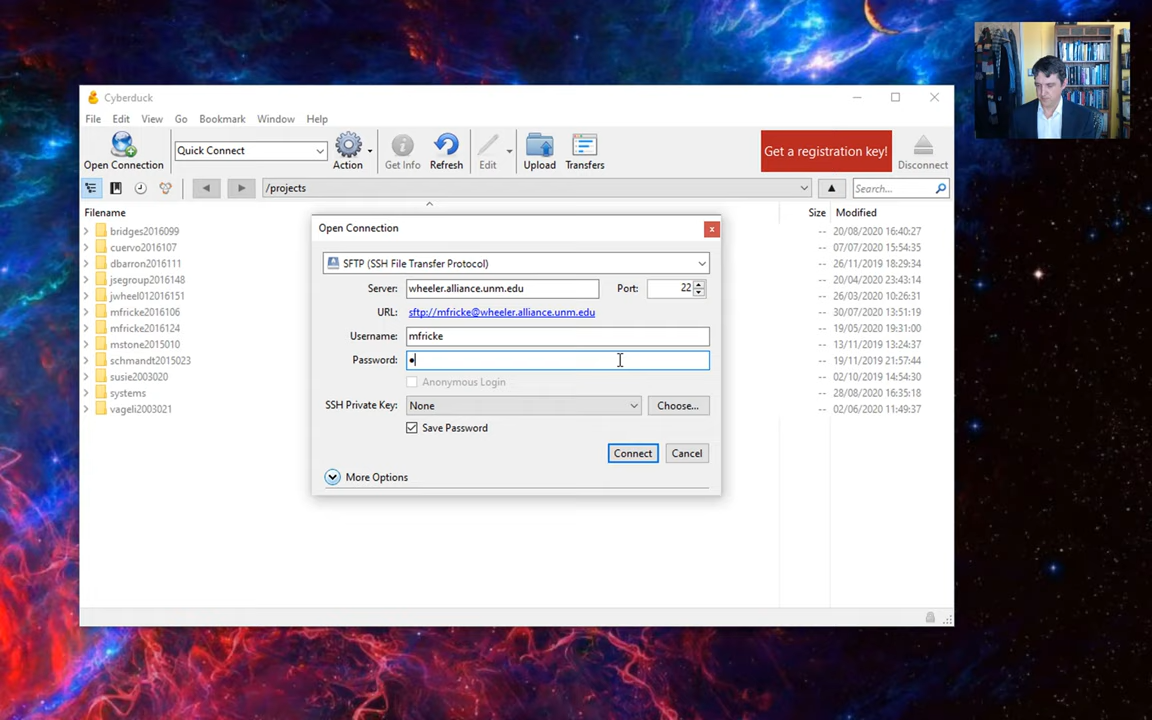 Cyberduck
File Edit View Go Bookmark Window Help
Open Connection Quick Connect Action Get Info Refresh Edit Upload Transfers Get a registration key! Disconnect
/projects Search...
Filename Size Modified
bridges2016099 -- 20/08/2020 16:40:27
cuervo2016107 -- 07/07/2020 15:54:35
dbarron2016111 -- 26/11/2019 18:29:34
jsegroup2016148 -- 20/04/2020 23:43:14
jwheel012016151 -- 26/03/2020 10:26:31
mfricke2016106 -- 30/07/2020 13:51:19
mfricke2016124 -- 19/05/2020 19:31:00
mstone2015010 -- 13/11/2020 13:24:37
schmandt2015023 -- 19/11/2020 21:57:44
susie2003020 -- 02/10/2019 14:54:30
systems -- 28/08/2020 16:35:18
vageli2003021 -- 02/06/2020 11:49:37
Open Connection x
SFTP (SSH File Transfer Protocol)
Server: wheeler.alliance.unm.edu Port: 22
URL: sftp://mfricke@wheeler.alliance.unm.edu
Username: mfricke
Password: •
Anonymous Login
SSH Private Key: None Choose...
Save Password
Connect Cancel
More Options